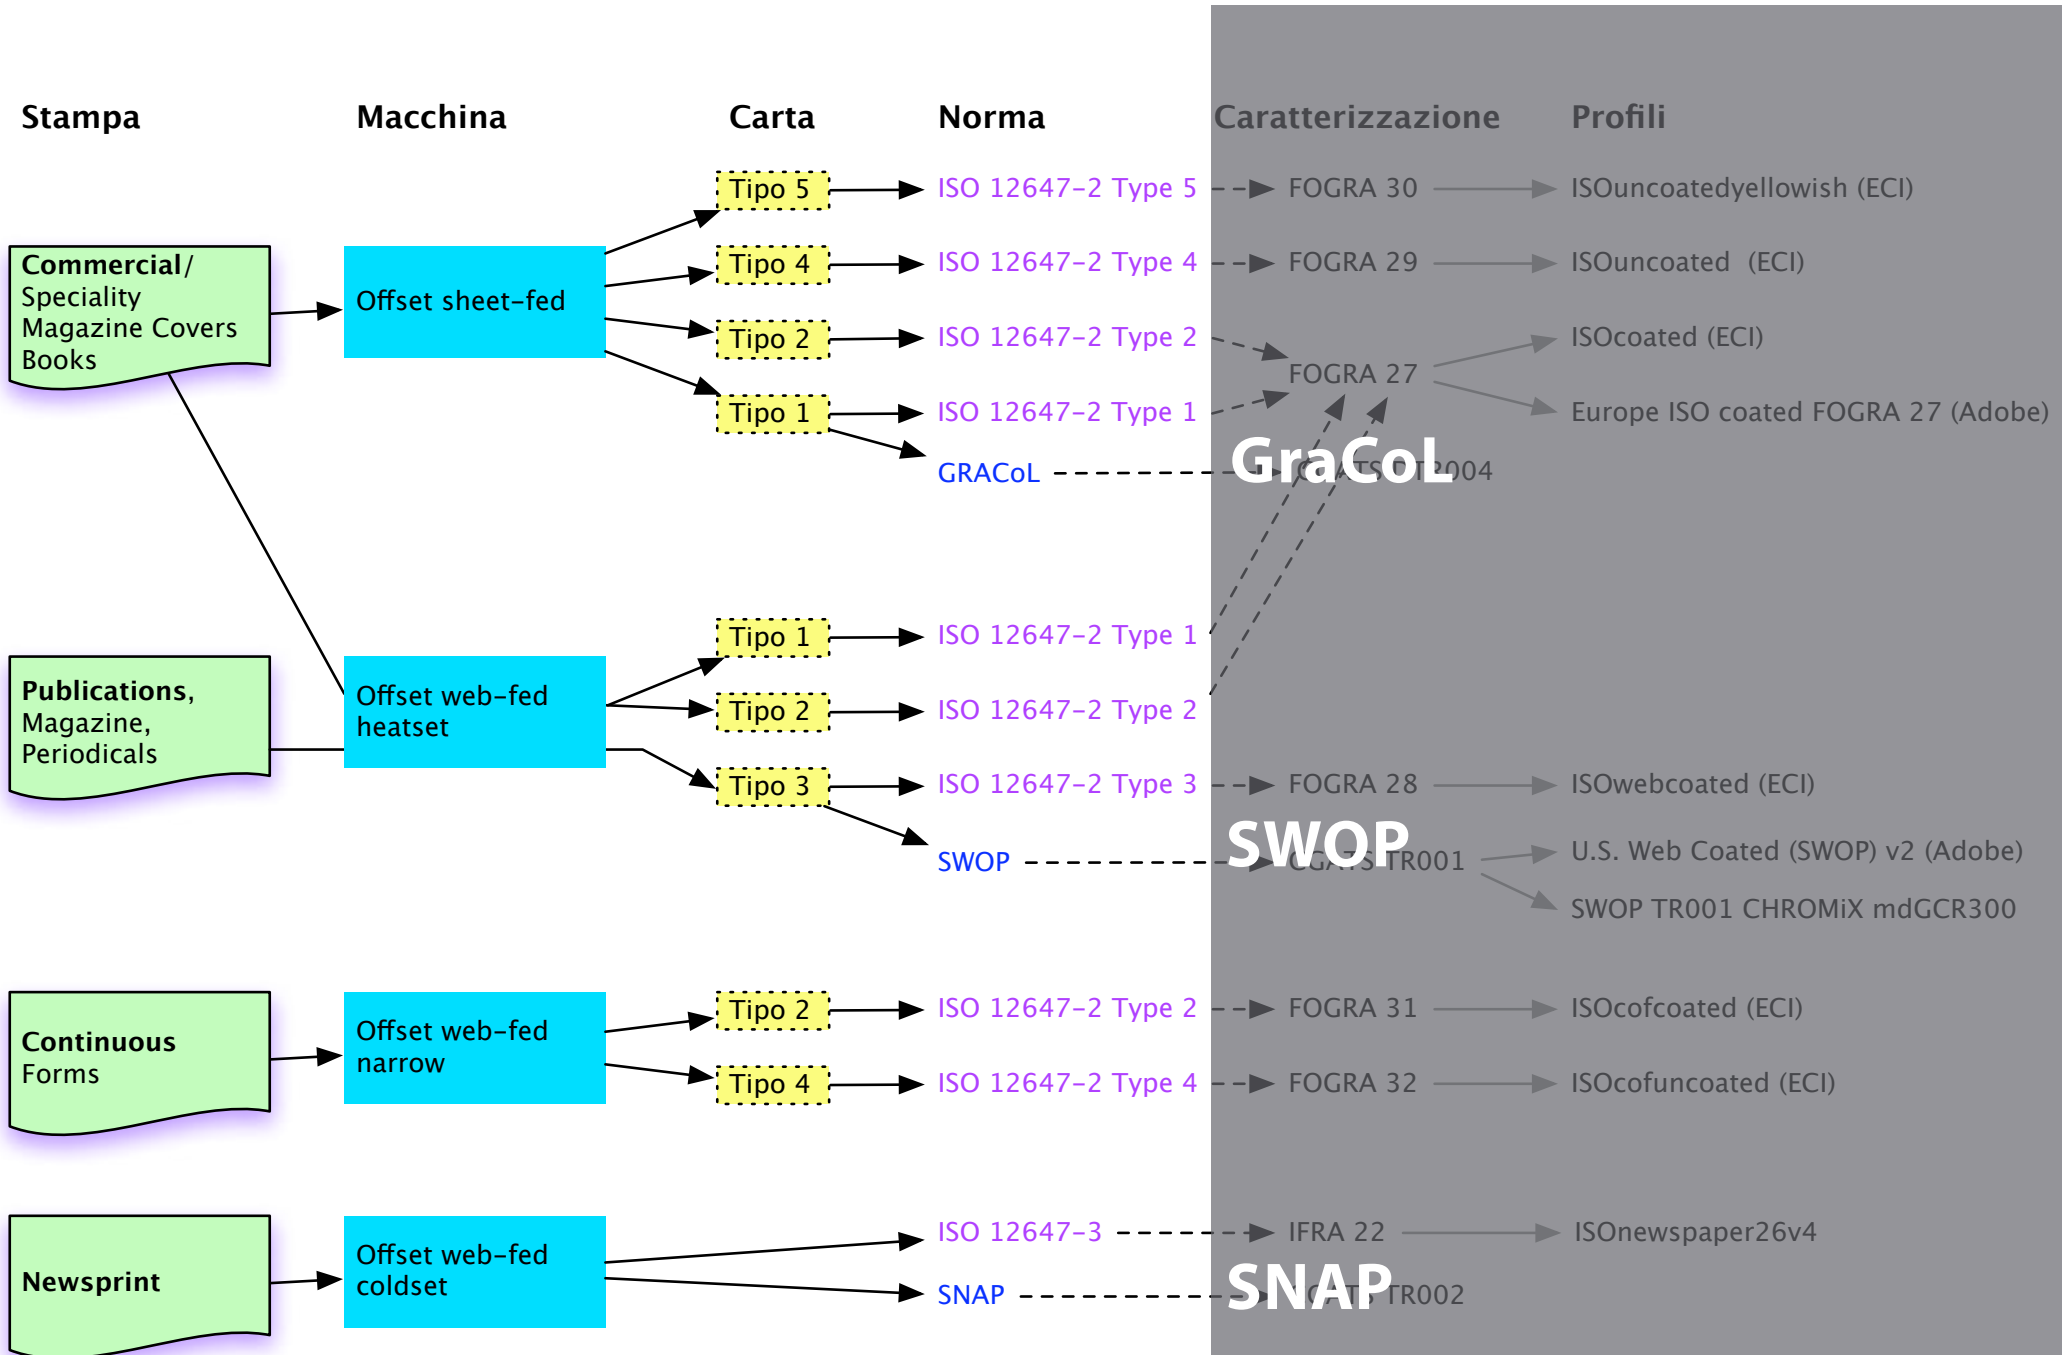 Stampa Macchina Carta Norma Caratterizzazione Profili
Tipo 5 ISO 12647-2 Type 5 FOGRA 30 ISOuncoatedyellowish (ECI)
Commercial/
Speciality
Magazine Covers
Books
Offset sheet-fed
Tipo 4 ISO 12647-2 Type 4 FOGRA 29 ISOuncoated (ECI)
Tipo 2 ISO 12647-2 Type 2 ISOcoated (ECI)
FOGRA 27
Tipo 1 ISO 12647-2 Type 1 Europe ISO coated FOGRA 27 (Adobe)
GraCoL
GRACoL TR004
Tipo 1 ISO 12647-2 Type 1
Publications,
Magazine,
Periodicals
Offset web-fed
heatset
Tipo 2 ISO 12647-2 Type 2
Tipo 3 ISO 12647-2 Type 3 FOGRA 28 ISOwebcoated (ECI)
SWOP
SWOP CGATS TR001 U.S. Web Coated (SWOP) v2 (Adobe)
SWOP TR001 CHROMiX mdGCR300
Continuous
Forms
Offset web-fed
narrow
Tipo 2 ISO 12647-2 Type 2 FOGRA 31 ISOcofcoated (ECI)
Tipo 4 ISO 12647-2 Type 4 FOGRA 32 ISOcofuncoated (ECI)
Newsprint
Offset web-fed
coldset
ISO 12647-3 IFRA 22 ISOnewspaper26v4
SNAP
SNAP CGATS TR002